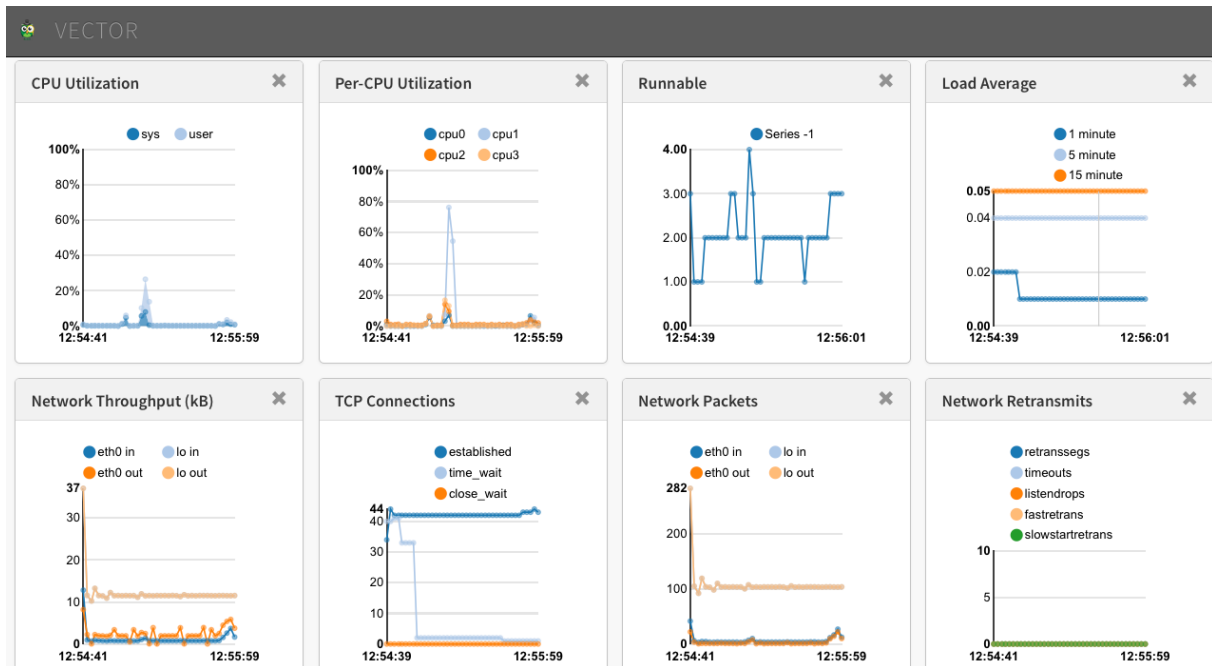 VECTOR
CPU Utilization
sys user
100%
80%
60%
40%
20%
0%
12:54:41 12:55:59
Per-CPU Utilization
cpu0 cpu1
cpu2 cpu3
100%
80%
60%
40%
20%
0%
12:54:41 12:55:59
Runnable
Series -1
4.00
3.00
2.00
1.00
0.00
12:54:39 12:56:01
Load Average
1 minute
5 minute
15 minute
0.05
0.04
0.02
0.00
12:54:39 12:56:01
Network Throughput (kB)
eth0 in lo in
eth0 out lo out
37
30
20
10
0
12:54:41 12:55:59
TCP Connections
established
time_wait
close_wait
44
40
30
20
10
0
12:54:39 12:55:59
Network Packets
eth0 in lo in
eth0 out lo out
282
200
100
0
12:54:41 12:55:59
Network Retransmits
retranssegs
timeouts
listendrops
fastretrans
slowstartretrans
10
5
0
12:54:41 12:55:59